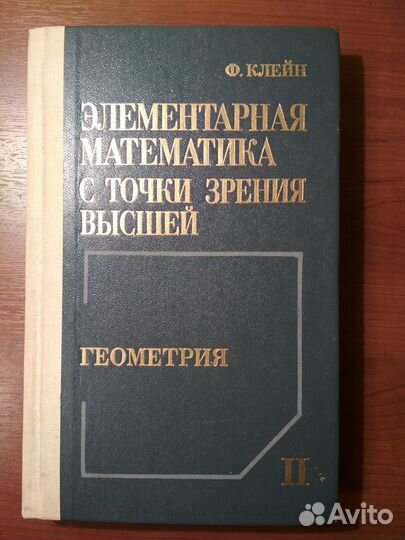 Ф. КЛЕЙН
ЭЛЕМЕНТАРНАЯ
МАТЕМАТИКА
С ТОЧКИ ЗРЕНИЯ
ВЫСШЕЙ
ГЕОМЕТРИЯ
II
Avito